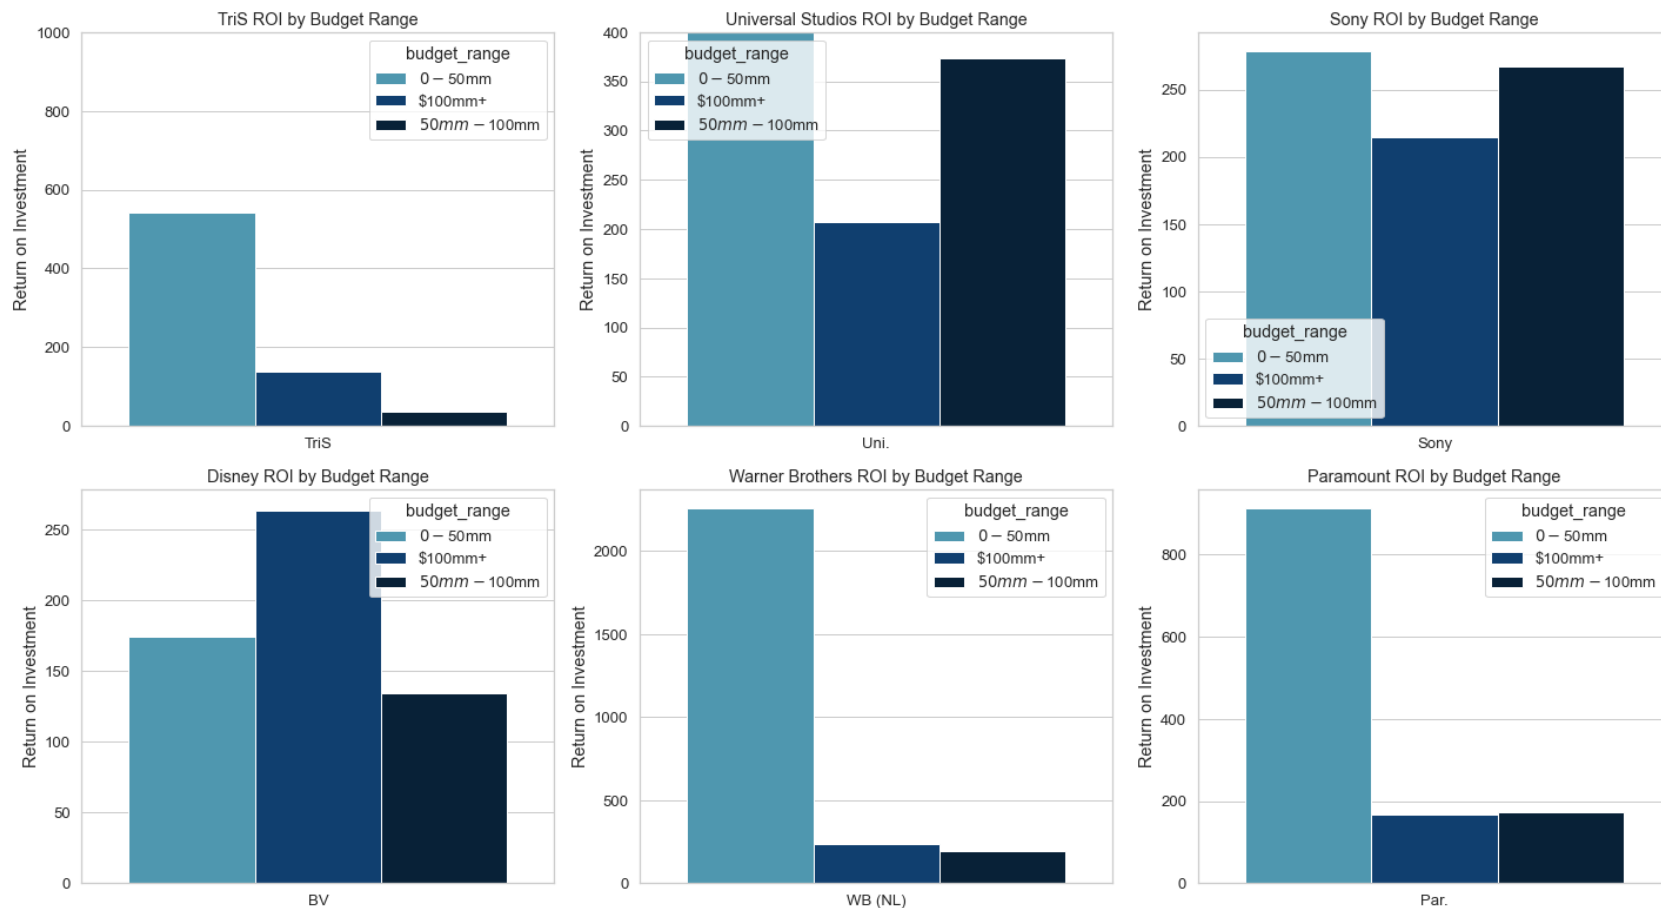 TriS ROI by Budget Range
Return on Investment
1000
800
600
400
200
0
budget_range
0 − 50mm
$100mm+
50mm − 100mm
TriS
Universal Studios ROI by Budget Range
Return on Investment
400
350
300
250
200
150
100
50
0
budget_range
0 − 50mm
$100mm+
50mm − 100mm
Uni.
Sony ROI by Budget Range
Return on Investment
250
200
150
100
50
0
budget_range
0 − 50mm
$100mm+
50mm − 100mm
Sony
Disney ROI by Budget Range
Return on Investment
250
200
150
100
50
0
budget_range
0 − 50mm
$100mm+
50mm − 100mm
BV
Warner Brothers ROI by Budget Range
Return on Investment
2000
1500
1000
500
0
budget_range
0 − 50mm
$100mm+
50mm − 100mm
WB (NL)
Paramount ROI by Budget Range
Return on Investment
800
600
400
200
0
budget_range
0 − 50mm
$100mm+
50mm − 100mm
Par.